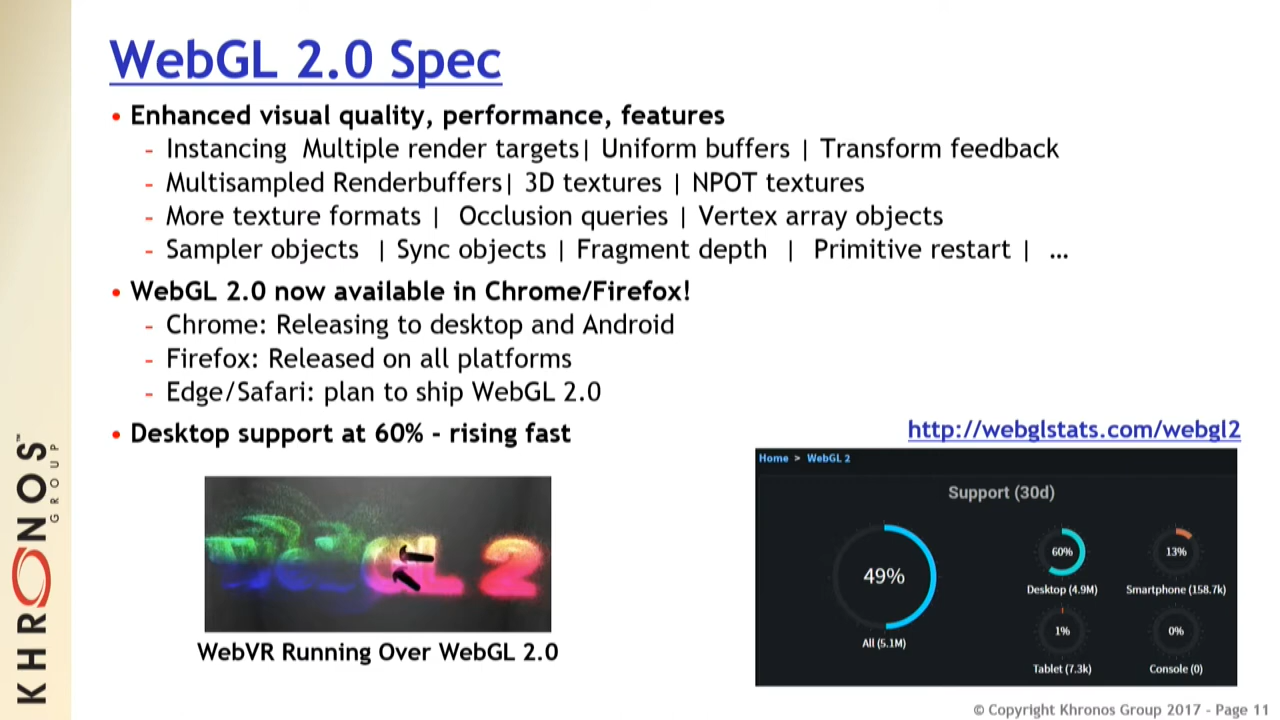 WebGL 2.0 Spec
• Enhanced visual quality, performance, features
- Instancing  Multiple render targets| Uniform buffers | Transform feedback
- Multisampled Renderbuffers| 3D textures | NPOT textures
- More texture formats |  Occlusion queries | Vertex array objects
- Sampler objects  | Sync objects | Fragment depth  |  Primitive restart |  ...
• WebGL 2.0 now available in Chrome/Firefox!
- Chrome: Releasing to desktop and Android
- Firefox: Released on all platforms
- Edge/Safari: plan to ship WebGL 2.0
• Desktop support at 60% - rising fast
WebGL 2
WebVR Running Over WebGL 2.0
http://webglstats.com/webgl2
Home > WebGL 2
Support (30d)
49%
All (5.1M)
60%
Desktop (4.9M)
13%
Smartphone (158.7k)
1%
Tablet (7.3k)
0%
Console (0)
KHRONOS™
GROUP
© Copyright Khronos Group 2017 - Page 11